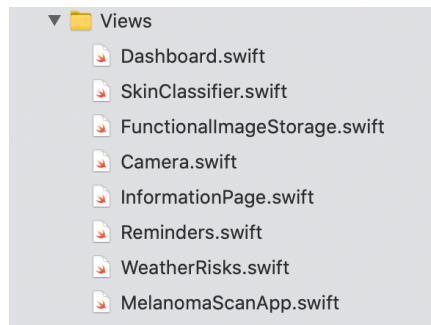 Views
Dashboard.swift
SkinClassifier.swift
FunctionalImageStorage.swift
Camera.swift
InformationPage.swift
Reminders.swift
WeatherRisks.swift
MelanomaScanApp.swift